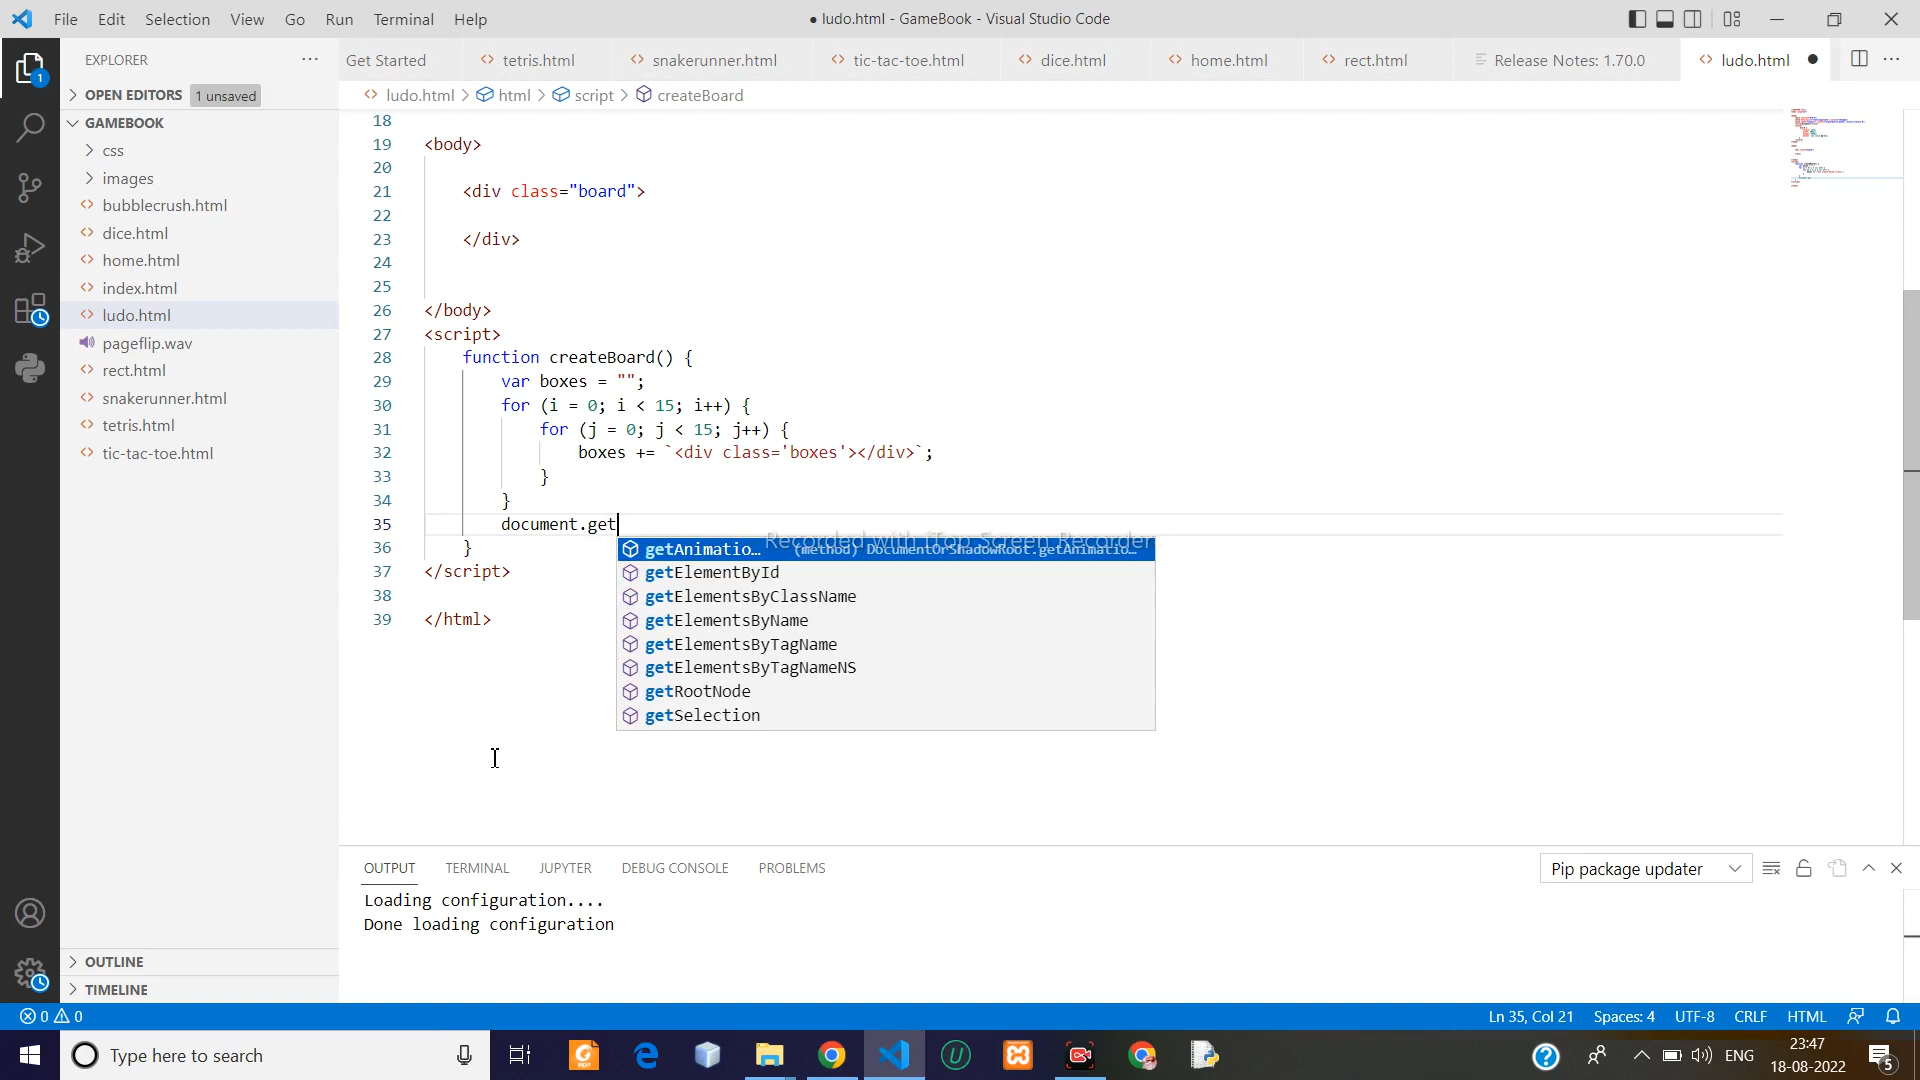 File Edit Selection View Go Run Terminal Help
● ludo.html - GameBook - Visual Studio Code
EXPLORER
Get Started tetris.html snakerunner.html tic-tac-toe.html dice.html home.html rect.html Release Notes: 1.70.0 ludo.html
1
OPEN EDITORS 1 unsaved
ludo.html > html > script > createBoard
GAMEBOOK
css
images
bubblecrush.html
dice.html
home.html
index.html
ludo.html
pageflip.wav
rect.html
snakerunner.html
tetris.html
tic-tac-toe.html
OUTLINE
TIMELINE
18
19 <body>
20
21 <div class="board">
22
23 </div>
24
25
26 </body>
27 <script>
28 function createBoard() {
29 var boxes = "";
30 for (i = 0; i < 15; i++) {
31 for (j = 0; j < 15; j++) {
32 boxes += `<div class='boxes'></div>`;
33 }
34 }
35 document.get
36 }
37 </script>
38
39 </html>
Recorded with iTop Screen Recorder
getAnimatio… (method) DocumentOrShadowRoot.getAnimatio…
getElementById
getElementsByClassName
getElementsByName
getElementsByTagName
getElementsByTagNameNS
getRootNode
getSelection
OUTPUT TERMINAL JUPYTER DEBUG CONSOLE PROBLEMS
Pip package updater
Loading configuration....
Done loading configuration
0 0
Ln 35, Col 21 Spaces: 4 UTF-8 CRLF HTML
Type here to search
ENG
23:47
18-08-2022
5